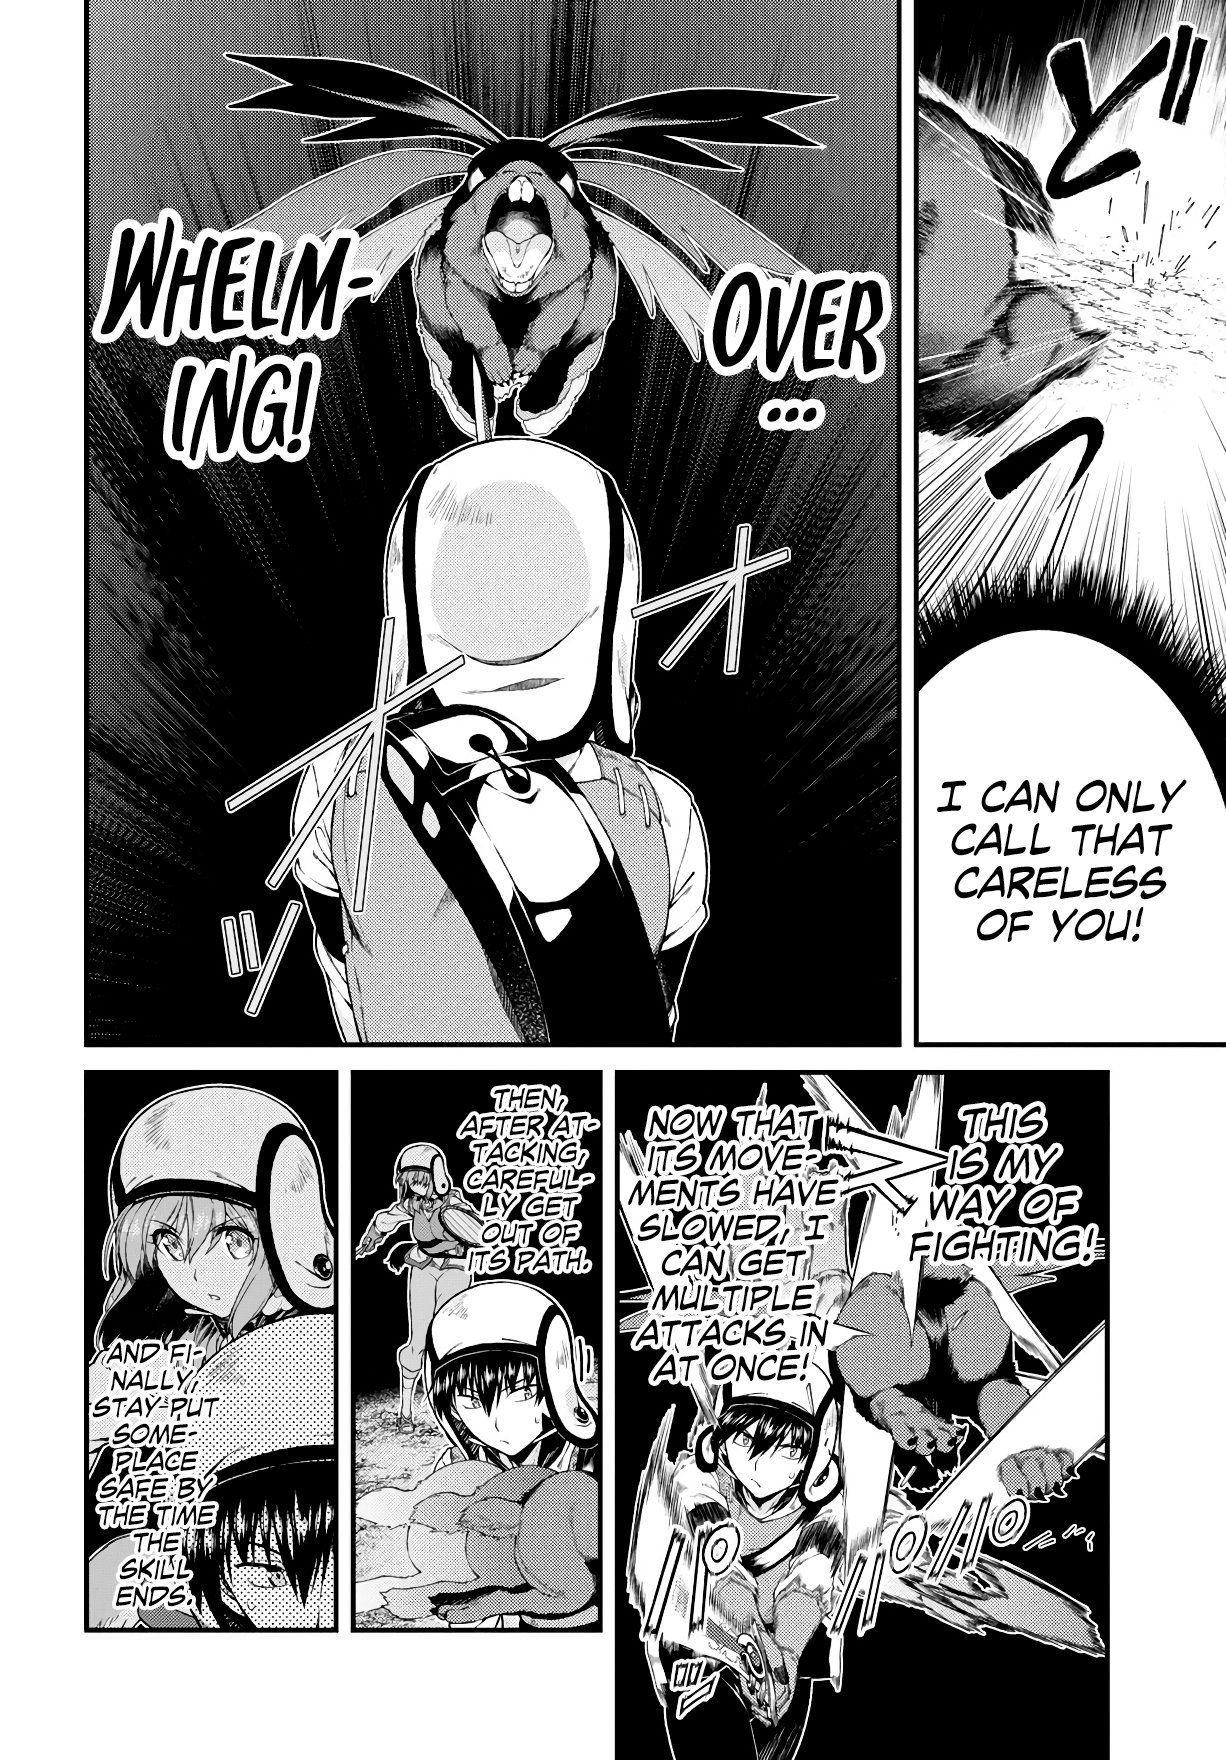 ビッ
I CAN ONLY
CALL THAT
CARELESS
OF YOU!
OVER
...
WHELM-
ING!
THIS
IS MY
WAY OF
FIGHTING!
NOW THAT
ITS MOVE-
MENTS HAVE
SLOWED, I
CAN GET
MULTIPLE
ATTACKS IN
AT ONCE!
THEN,
AFTER AT-
TACKING,
CAREFUL-
LY GET
OUT OF
ITS PATH.
AND FI-
NALLY,
STAY PUT
SOME-
PLACE
SAFE BY
THE TIME
THE
SKILL
ENDS.